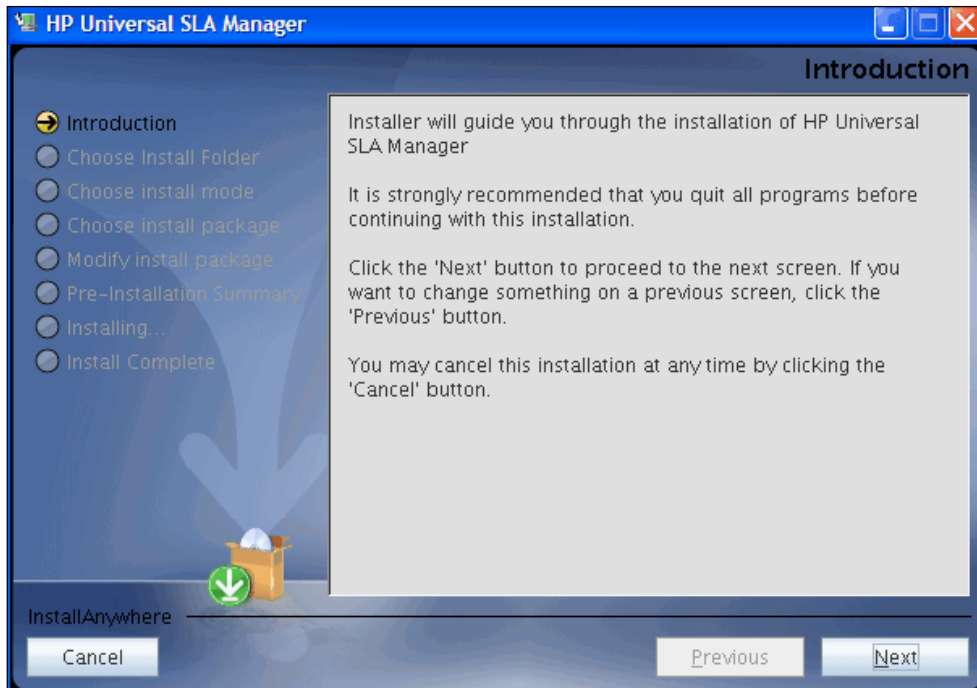 HP Universal SLA Manager
Introduction
Introduction
Choose Install Folder
Choose install mode
Choose install package
Modify install package
Pre-Installation Summary
Installing...
Install Complete
Installer will guide you through the installation of HP Universal
SLA Manager
It is strongly recommended that you quit all programs before
continuing with this installation.
Click the 'Next' button to proceed to the next screen. If you
want to change something on a previous screen, click the
'Previous' button.
You may cancel this installation at any time by clicking the
'Cancel' button.
InstallAnywhere
Cancel
Previous
Next